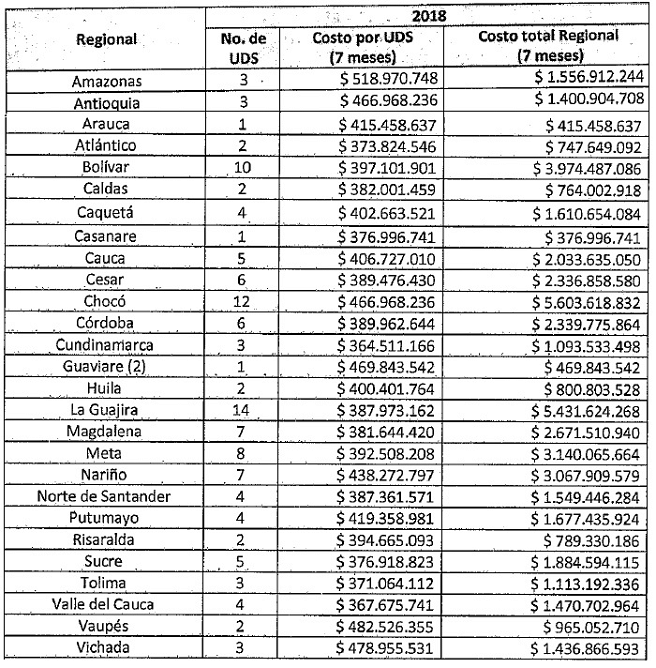 Regional 2018
No. de UDS Costo por UDS (7 meses) Costo total Regional (7 meses)
Amazonas 3 $ 518.970.748 $ 1.556.912.244
Antioquia 3 $ 466.968.236 $ 1.400.904.708
Arauca 1 $ 415.458.637 $ 415.458.637
Atlántico 2 $ 373.824.546 $ 747.649.092
Bolívar 10 $ 397.101.901 $ 3.974.487.086
Caldas 2 $ 382.001.459 $ 764.002.918
Caquetá 4 $ 402.663.521 $ 1.610.654.084
Casanare 1 $ 376.996.741 $ 376.996.741
Cauca 5 $ 406.727.010 $ 2.033.635.050
Cesar 6 $ 389.476.430 $ 2.336.858.580
Chocó 12 $ 466.968.236 $ 5.603.618.832
Córdoba 6 $ 389.962.644 $ 2.339.775.864
Cundinamarca 3 $ 364.511.166 $ 1.093.533.498
Guaviare (2) 1 $ 469.843.542 $ 469.843.542
Huila 2 $ 400.401.764 $ 800.803.528
La Guajira 14 $ 387.973.162 $ 5.431.624.268
Magdalena 7 $ 381.644.420 $ 2.671.510.940
Meta 8 $ 392.508.208 $ 3.140.065.664
Nariño 7 $ 438.272.797 $ 3.067.909.579
Norte de Santander 4 $ 387.361.571 $ 1.549.446.284
Putumayo 4 $ 419.358.981 $ 1.677.435.924
Risaralda 2 $ 394.665.093 $ 789.330.186
Sucre 5 $ 376.918.823 $ 1.884.594.115
Tolima 3 $ 371.064.112 $ 1.113.192.336
Valle del Cauca 4 $ 367.675.741 $ 1.470.702.964
Vaupés 2 $ 482.526.355 $ 965.052.710
Vichada 3 $ 478.955.531 $ 1.436.866.593